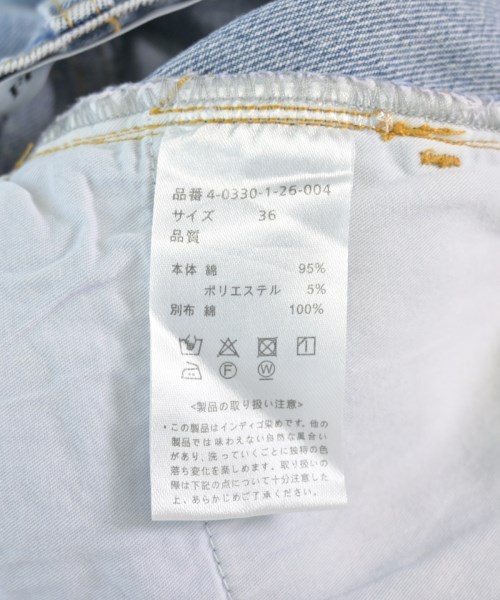 品番 4-0330-1-26-004
サイズ 36
品質
本体 綿 95%
ポリエステル 5%
別布 綿 100%
F W
<製品の取り扱い注意>
・この製品はインディゴ染めです。他の
製品では味わえない自然な風合い
があり、洗っていくごとに独特の色
落ち変化を楽しめます。取り扱いの
際は下記の点について十分注意した
上、あらかじめご了承ください。